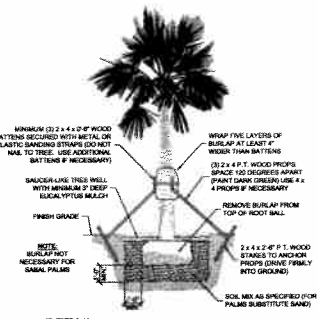 MINIMUM (3) 2 x 4 x 0'-8" WOOD
BATTENS SECURED WITH METAL OR
PLASTIC BANDING STRAPS (DO NOT
NAIL TO TREE. USE ADDITIONAL
BATTENS IF NECESSARY)
SAUCER-LIKE TREE WELL
WITH MINIMUM 3" DEEP
EUCALYPTUS MULCH
FINISH GRADE
NOTE:
BURLAP NOT
NECESSARY FOR
SABAL PALMS
WRAP FIVE LAYERS OF
BURLAP AT LEAST 4"
WIDER THAN BATTENS
(3) 2 x 4 P.T. WOOD PROPS
SPACE 120 DEGREES APART
(PAINT DARK GREEN) USE 4 x
4 PROPS IF NECESSARY
REMOVE BURLAP FROM
TOP OF ROOT BALL
2 x 4 x 2'-6" P.T. WOOD
STAKES TO ANCHOR
PROPS (DRIVE FIRMLY
INTO GROUND)
SOIL MIX AS SPECIFIED (FOR
PALMS SUBSTITUTE SAND)